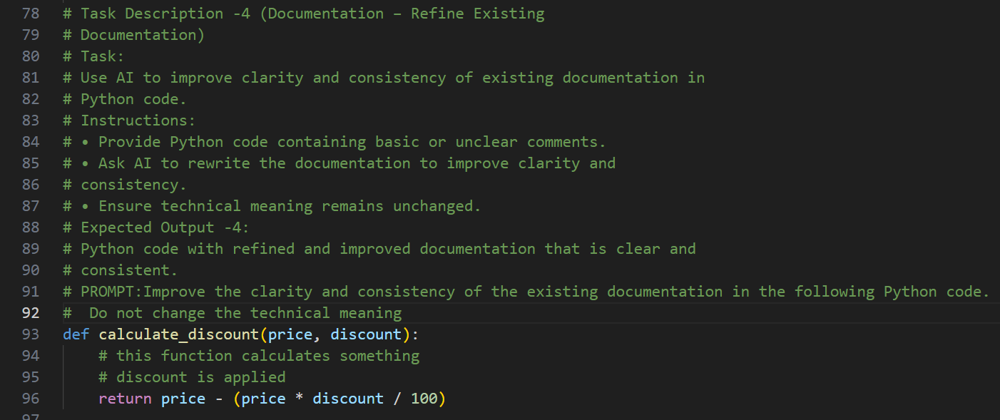 78 # Task Description -4 (Documentation – Refine Existing
79 # Documentation)
80 # Task:
81 # Use AI to improve clarity and consistency of existing documentation in
82 # Python code.
83 # Instructions:
84 # • Provide Python code containing basic or unclear comments.
85 # • Ask AI to rewrite the documentation to improve clarity and
86 # consistency.
87 # • Ensure technical meaning remains unchanged.
88 # Expected Output -4:
89 # Python code with refined and improved documentation that is clear and
90 # consistent.
91 # PROMPT:Improve the clarity and consistency of the existing documentation in the following Python code.
92 #  Do not change the technical meaning
93 def calculate_discount(price, discount):
94     # this function calculates something
95     # discount is applied
96     return price - (price * discount / 100)
97